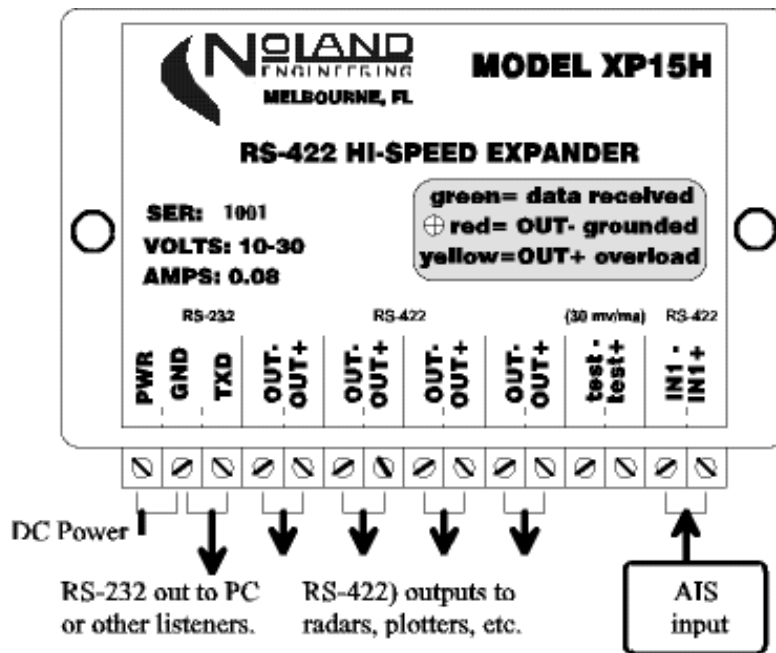 NOLAND
ENGINEERING
MELBOURNE, FL
MODEL XP15H
RS-422 HI-SPEED EXPANDER
SER: 1001
VOLTS: 10-30
AMPS: 0.08
green= data received
red= OUT- grounded
yellow=OUT+ overload
RS-232 RS-422 (30 mv/ma) RS-422
PWR GND TXD OUT- OUT+ OUT- OUT+ OUT- OUT+ OUT- OUT+ test - test+ IN1 - IN1+
DC Power
RS-232 out to PC
or other listeners.
RS-422) outputs to
radars, plotters, etc.
AIS
input